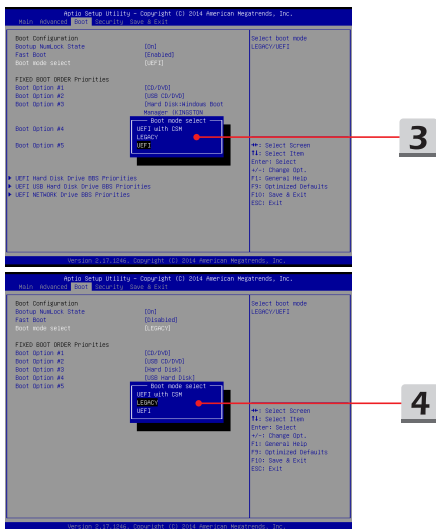 Aptio Setup Utility - Copyright (C) 2014 American Megatrends, Inc.
Main Advanced Boot Security Save & Exit
Boot Configuration
Bootup NumLock State [On]
Fast Boot [Enabled]
Boot mode select [UEFI]
FIXED BOOT ORDER Priorities
Boot Option #1 [CD/DVD]
Boot Option #2 [USB CD/DVD]
Boot Option #3 [Hard Disk:Windows Boot
Manager (KINGSTON
Boot Option #4
Boot Option #5
Boot mode select
UEFI with CSM
LEGACY
UEFI
▶ UEFI Hard Disk Drive BBS Priorities
▶ UEFI USB Hard Disk Drive BBS Priorities
▶ UEFI NETWORK Drive BBS Priorities
Select boot mode
LEGACY/UEFI
→←: Select Screen
↑↓: Select Item
Enter: Select
+/-: Change Opt.
F1: General Help
F9: Optimized Defaults
F10: Save & Exit
ESC: Exit
Version 2.17.1246. Copyright (C) 2014 American Megatrends, Inc.
3
Aptio Setup Utility - Copyright (C) 2014 American Megatrends, Inc.
Main Advanced Boot Security Save & Exit
Boot Configuration
Bootup NumLock State [On]
Fast Boot [Disabled]
Boot mode select [LEGACY]
FIXED BOOT ORDER Priorities
Boot Option #1 [CD/DVD]
Boot Option #2 [USB CD/DVD]
Boot Option #3 [Hard Disk]
Boot Option #4 [USB Hard Disk]
Boot Option #5
Boot mode select
UEFI with CSM
LEGACY
UEFI
Select boot mode
LEGACY/UEFI
→←: Select Screen
↑↓: Select Item
Enter: Select
+/-: Change Opt.
F1: General Help
F9: Optimized Defaults
F10: Save & Exit
ESC: Exit
Version 2.17.1246. Copyright (C) 2014 American Megatrends, Inc.
4